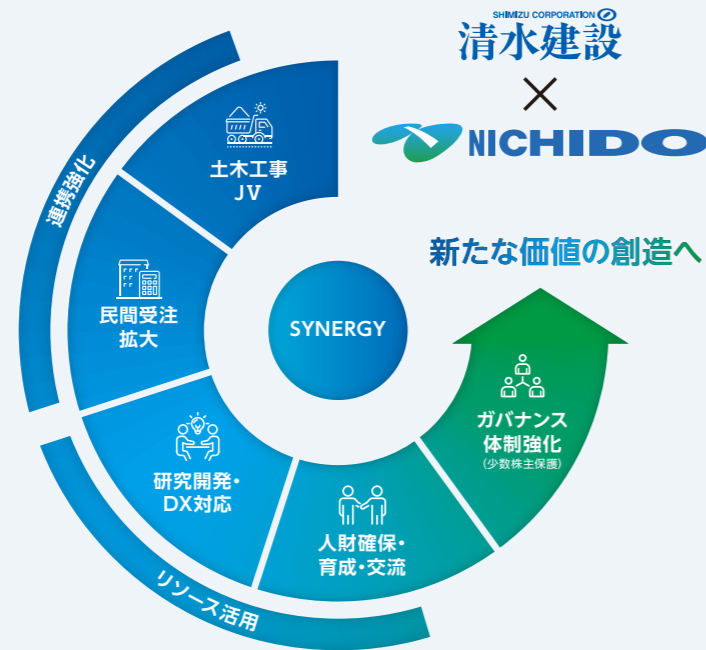 SHIMIZU CORPORATION
清水建設
×
NICHIDO
新たな価値の創造へ
連携強化
土木工事
JV
民間受注
拡大
SYNERGY
研究開発・
DX対応
人財確保・
育成・交流
ガバナンス
体制強化
(少数株主保護)
リソース活用